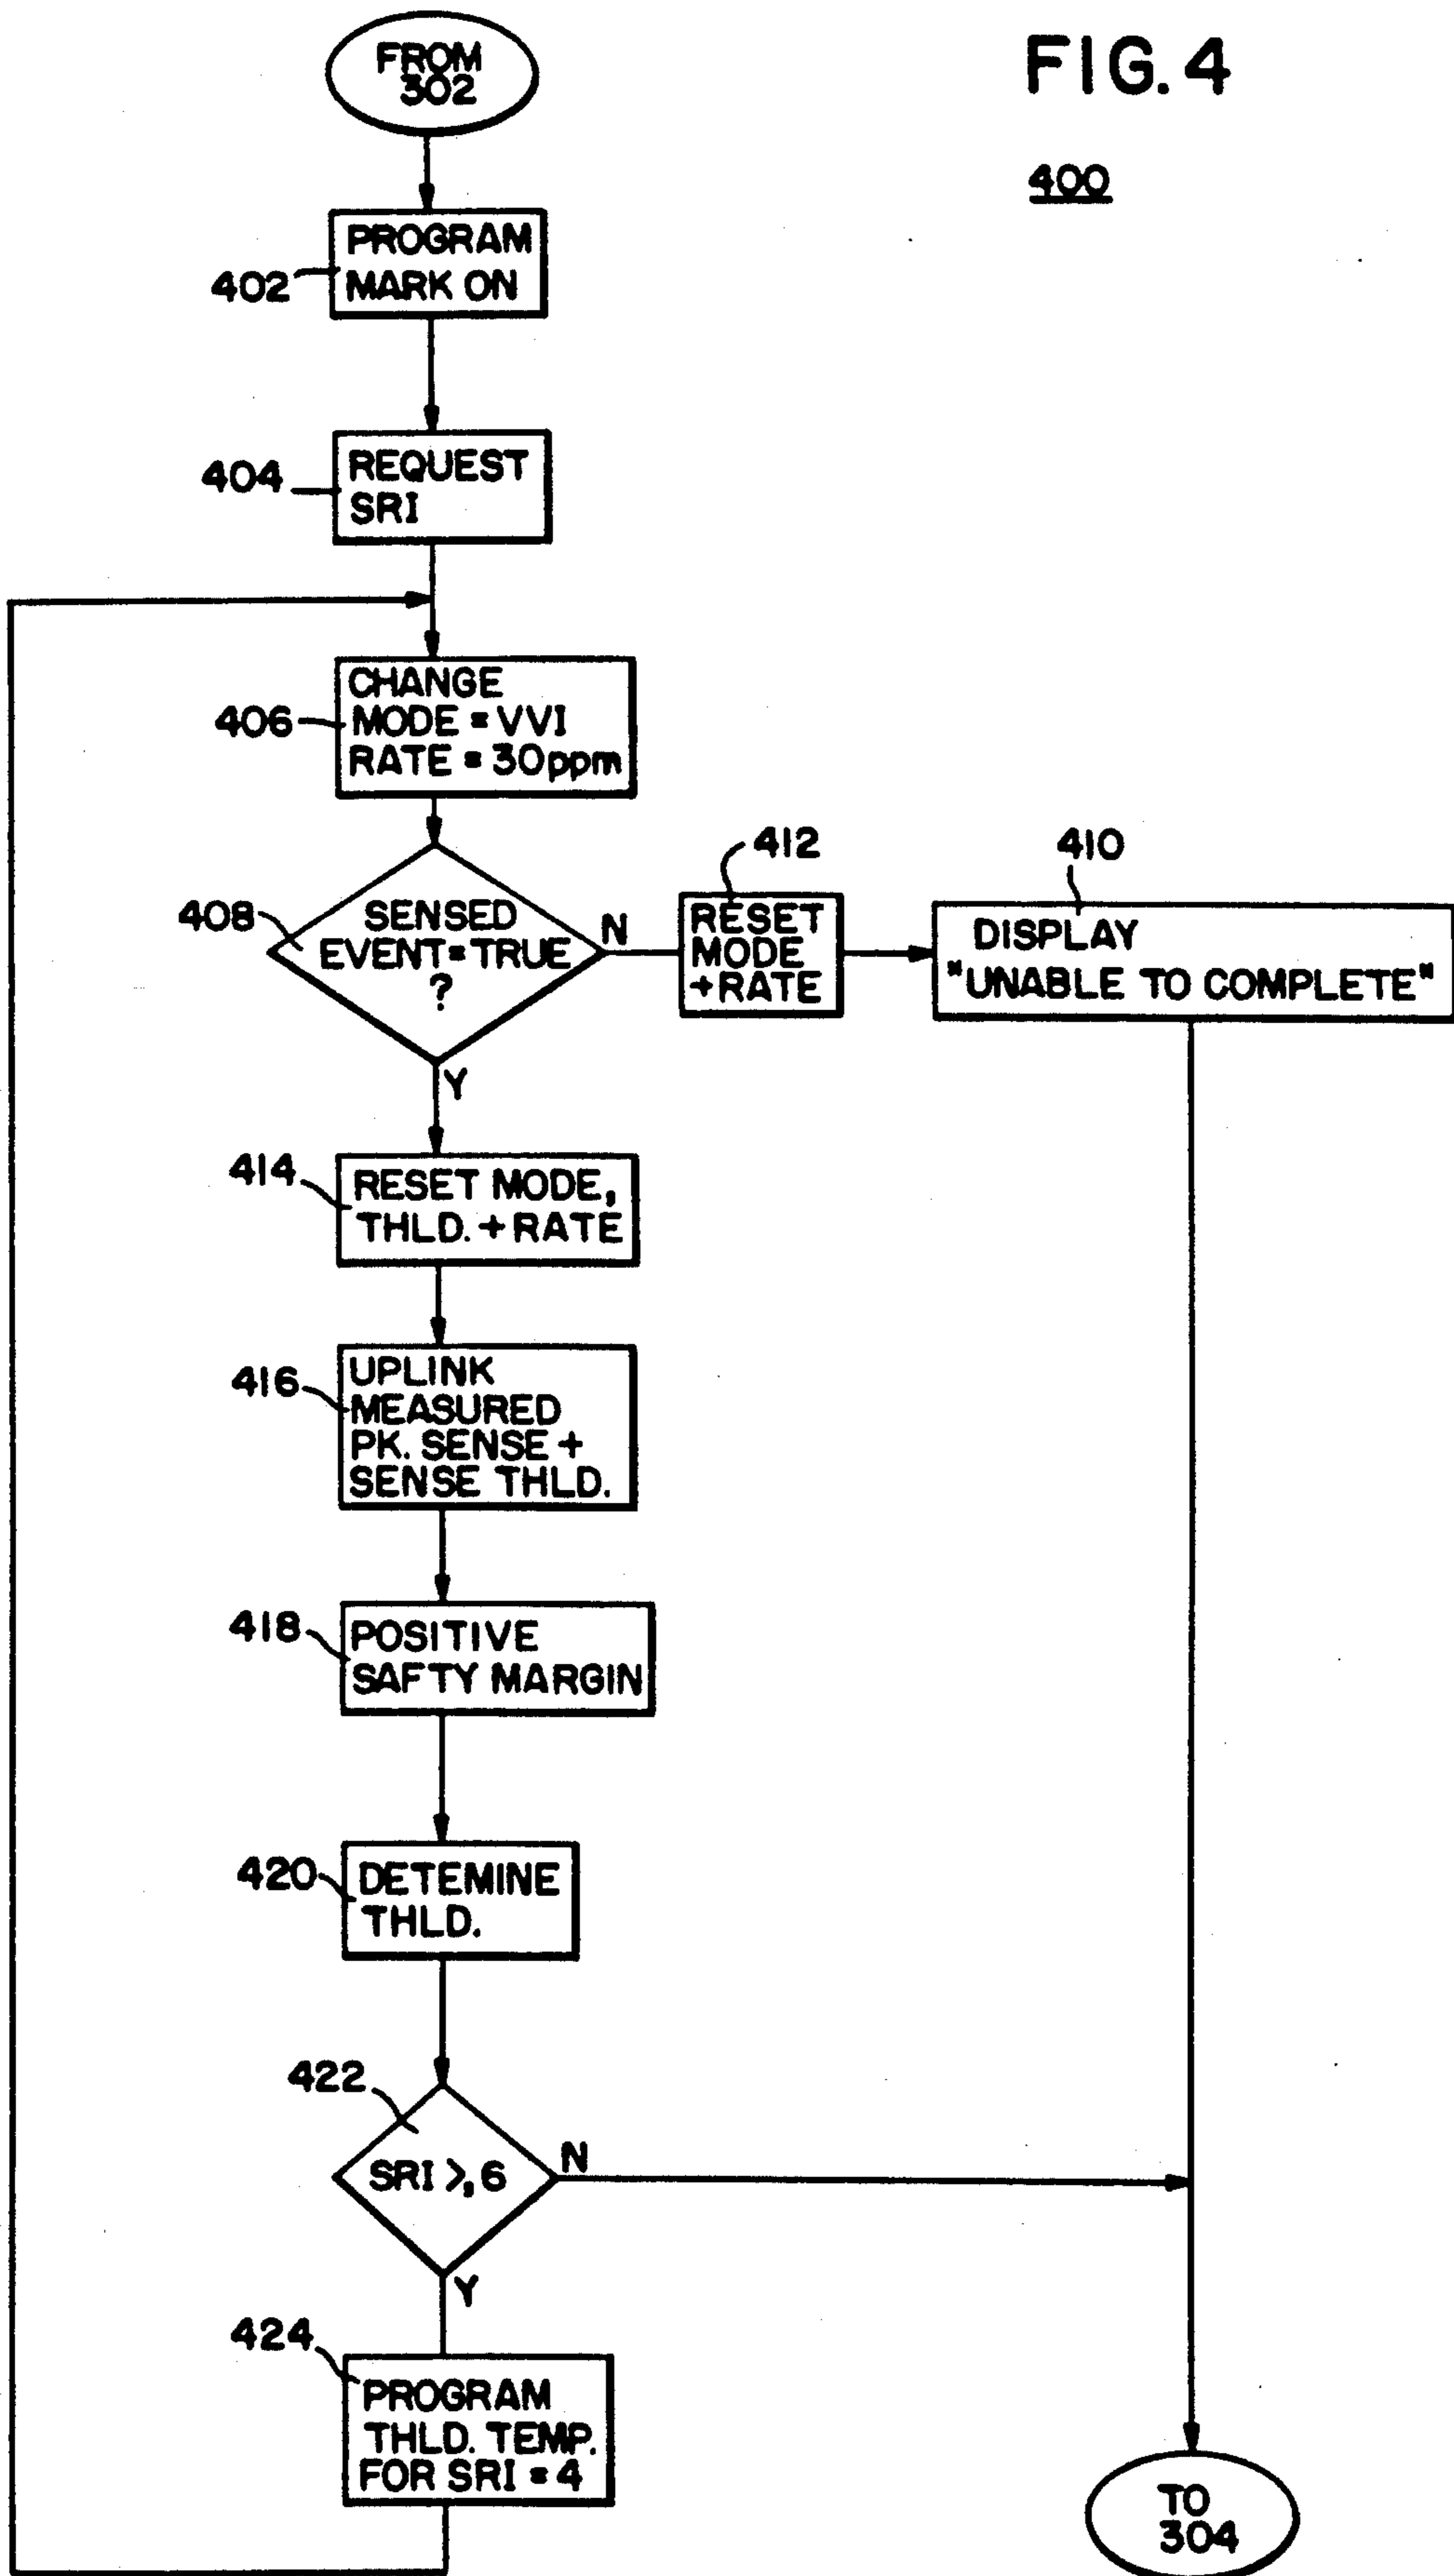 FROM
302
FIG. 4
400
402
PROGRAM
MARK ON
404
REQUEST
SRI
406
CHANGE
MODE = VVI
RATE = 30ppm
408
SENSED
EVENT = TRUE
?
N
412
RESET
MODE
+RATE
410
DISPLAY
"UNABLE TO COMPLETE"
Y
414
RESET MODE,
THLD. + RATE
416
UPLINK
MEASURED
PK. SENSE +
SENSE THLD.
418
POSITIVE
SAFTY MARGIN
420
DETEMINE
THLD.
422
SRI >, 6
N
Y
424
PROGRAM
THLD. TEMP.
FOR SRI = 4
TO
304